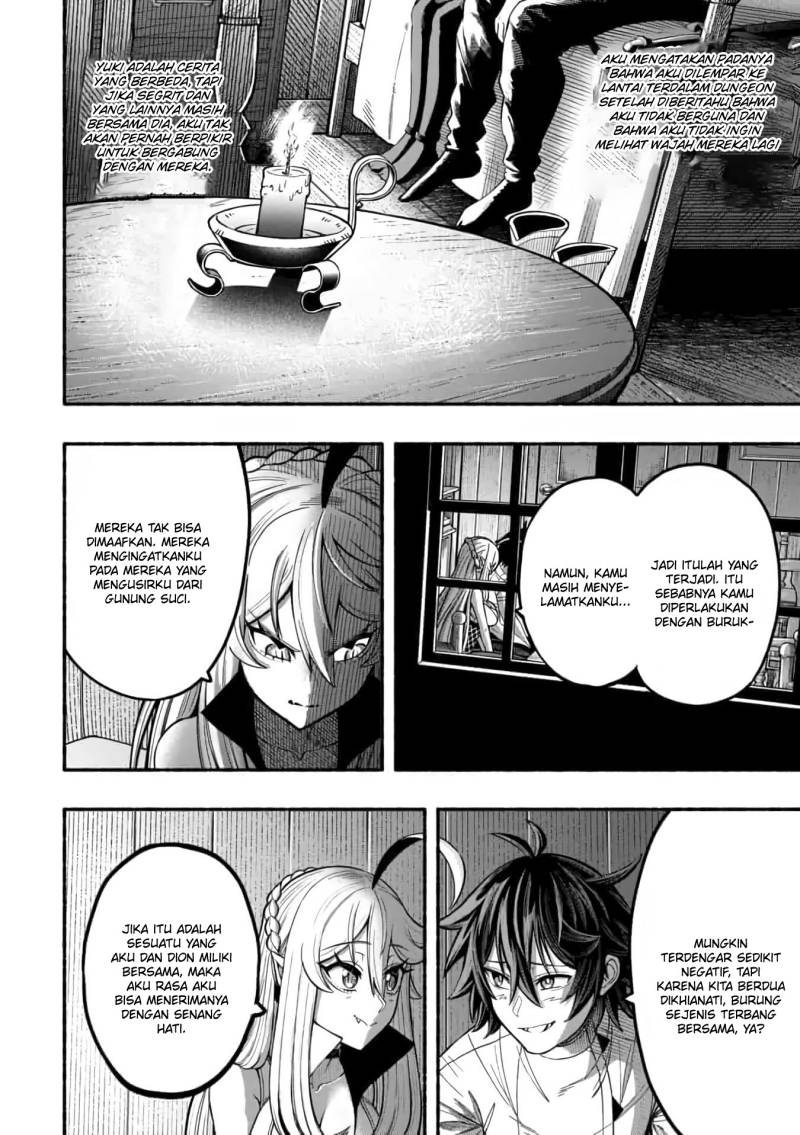 AKU MENGATAKAN PADANYA
BAHWA AKU DILEMPAR KE
LANTAI TERDALAM DUNGEON
SETELAH DIBERITAHU BAHWA
AKU TIDAK BERGUNA DAN
BAHWA AKU TIDAK INGIN
MELIHAT WAJAH MEREKA LAGI
YUKI ADALAH CERITA
YANG BERBEDA, TAPI
JIKA SEGRIT DAN
YANG LAINNYA MASIH
BERSAMA DIA, AKU TAK
AKAN PERNAH BERPIKIR
UNTUK BERGABUNG
DENGAN MEREKA.
JADI ITULAH YANG
TERJADI. ITU
SEBABNYA KAMU
DIPERLAKUKAN
DENGAN BURUK-
NAMUN, KAMU
MASIH MENYE-
LAMATKANKU...
MEREKA TAK BISA
DIMAAFKAN. MEREKA
MENGINGATKANKU
PADA MEREKA YANG
MENGUSIRKU DARI
GUNUNG SUCI.
MUNGKIN
TERDENGAR SEDIKIT
NEGATIF, TAPI
KARENA KITA BERDUA
DIKHIANATI, BURUNG
SEJENIS TERBANG
BERSAMA, YA?
JIKA ITU ADALAH
SESUATU YANG
AKU DAN DION MILIKI
BERSAMA, MAKA
AKU RASA AKU
BISA MENERIMANYA
DENGAN SENANG
HATI.